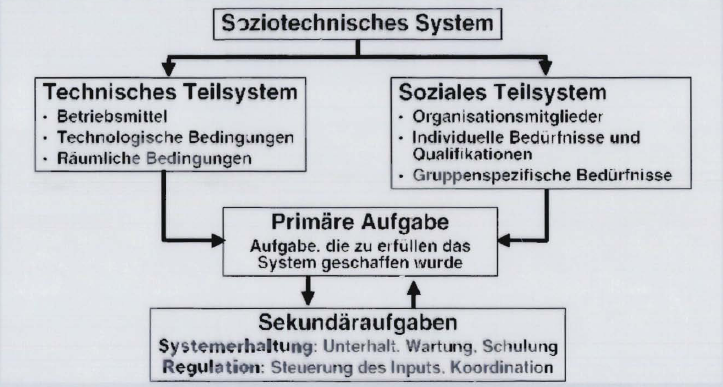 Soziotechnisches System
Technisches Teilsystem
• Betriebsmittel
• Technologische Bedingungen
• Räumliche Bedingungen
Soziales Teilsystem
• Organisationsmitglieder
• Individuelle Bedürfnisse und
Qualifikationen
• Gruppenspezifische Bedürfnisse
Primäre Aufgabe
Aufgabe, die zu erfüllen das
System geschaffen wurde
Sekundäraufgaben
Systemerhaltung: Unterhalt, Wartung, Schulung
Regulation: Steuerung des Inputs, Koordination